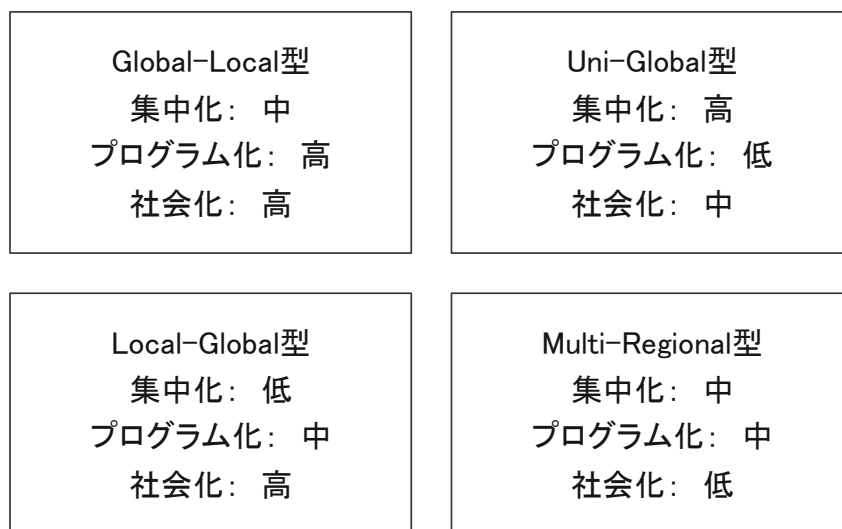 Global-Local型
集中化： 中
プログラム化： 高
社会化： 高
Uni-Global型
集中化： 高
プログラム化： 低
社会化： 中
Local-Global型
集中化： 低
プログラム化： 中
社会化： 高
Multi-Regional型
集中化： 中
プログラム化： 中
社会化： 低